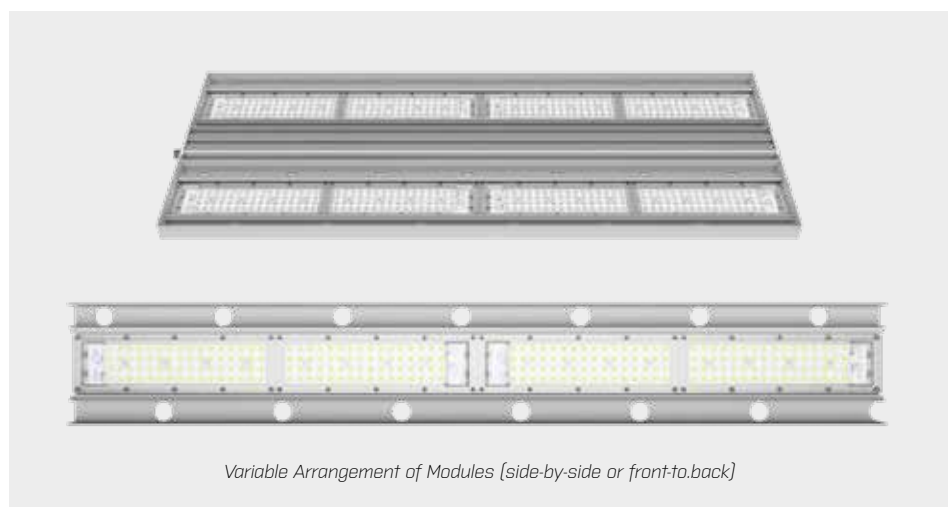 Variable Arrangement of Modules (side-by-side or front-to.back)